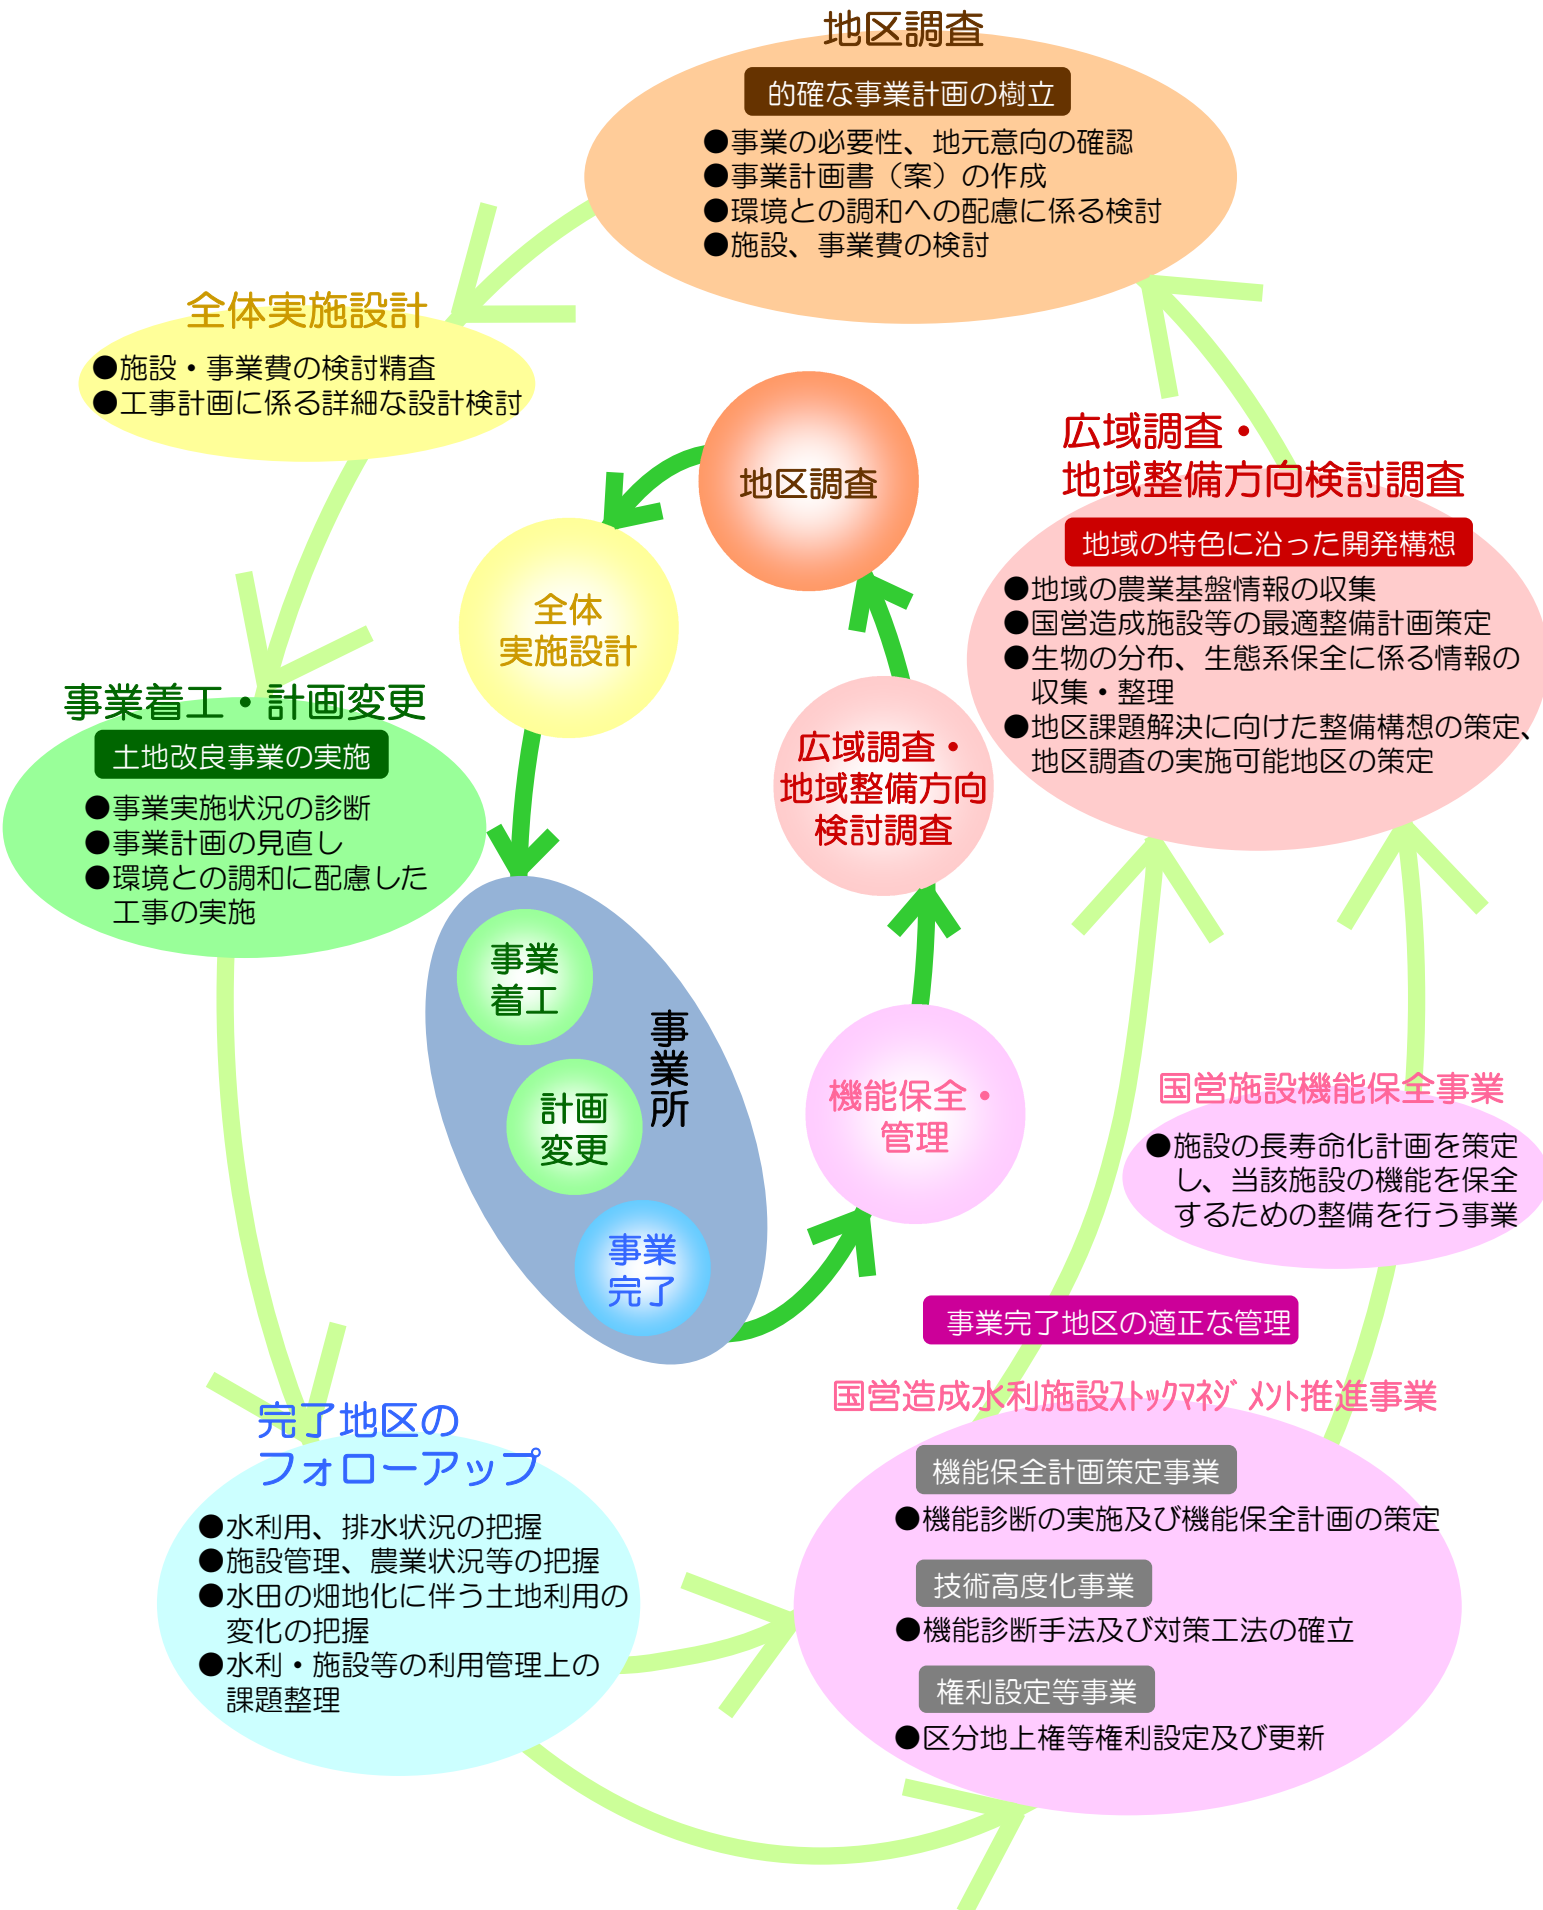 地区調査
的確な事業計画の樹立
●事業の必要性、地元意向の確認
●事業計画書（案）の作成
●環境との調和への配慮に係る検討
●施設、事業費の検討
全体実施設計
●施設・事業費の検討精査
●工事計画に係る詳細な設計検討
広域調査・
地域整備方向検討調査
地域の特色に沿った開発構想
●地域の農業基盤情報の収集
●国営造成施設等の最適整備計画策定
●生物の分布、生態系保全に係る情報の
収集・整理
●地区課題解決に向けた整備構想の策定、
地区調査の実施可能地区の策定
地区調査
全体
実施設計
広域調査・
地域整備方向
検討調査
事業着工・計画変更
土地改良事業の実施
●事業実施状況の診断
●事業計画の見直し
●環境との調和に配慮した
工事の実施
事業
着工
計画
変更
事業
完了
事業所
機能保全・
管理
国営施設機能保全事業
●施設の長寿命化計画を策定
し、当該施設の機能を保全
するための整備を行う事業
事業完了地区の適正な管理
完了地区の
フォローアップ
●水利用、排水状況の把握
●施設管理、農業状況等の把握
●水田の畑地化に伴う土地利用の
変化の把握
●水利・施設等の利用管理上の
課題整理
国営造成水利施設ｽﾄｯｸﾏﾈｼﾞﾒﾝﾄ推進事業
機能保全計画策定事業
●機能診断の実施及び機能保全計画の策定
技術高度化事業
●機能診断手法及び対策工法の確立
権利設定等事業
●区分地上権等権利設定及び更新